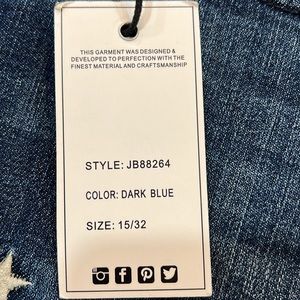 THIS GARMENT WAS DESIGNED &
DEVELOPED TO PERFECTION WITH THE
FINEST MATERIAL AND CRAFTSMANSHIP
STYLE: JB88264
COLOR: DARK BLUE
SIZE: 15/32